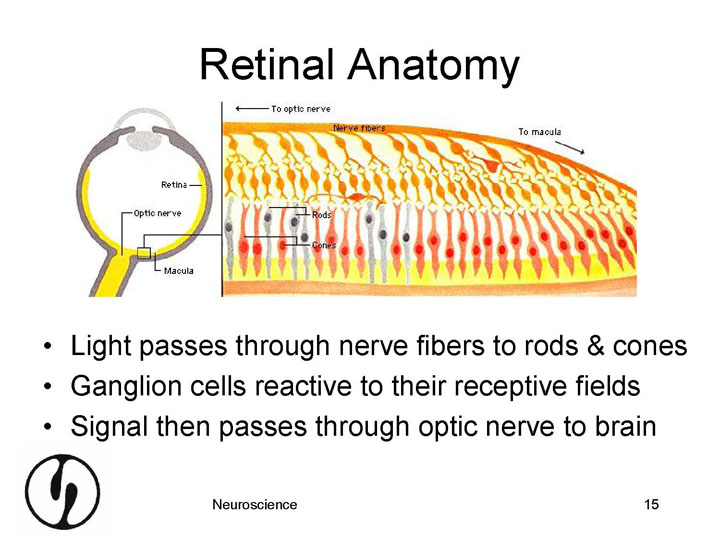 Retinal Anatomy
To optic nerve
Nerve fibers
To macula
Retina
Optic nerve
Rods
Cones
Macula
• Light passes through nerve fibers to rods & cones
• Ganglion cells reactive to their receptive fields
• Signal then passes through optic nerve to brain
Neuroscience
15